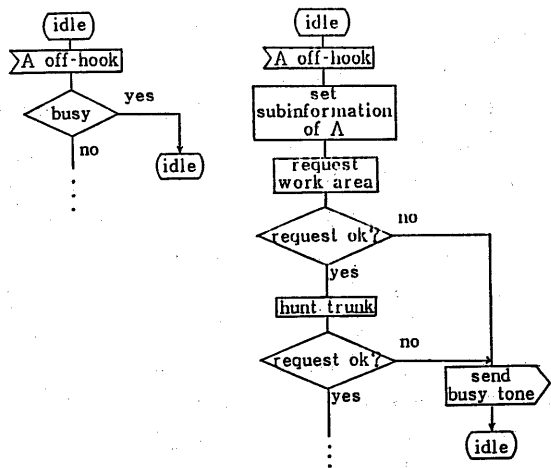 idle
A off-hook
busy
yes
no
idle
idle
A off-hook
set
subinformation
of A
request
work area
request ok?
no
yes
hunt trunk
request ok?
no
yes
send
busy tone
idle